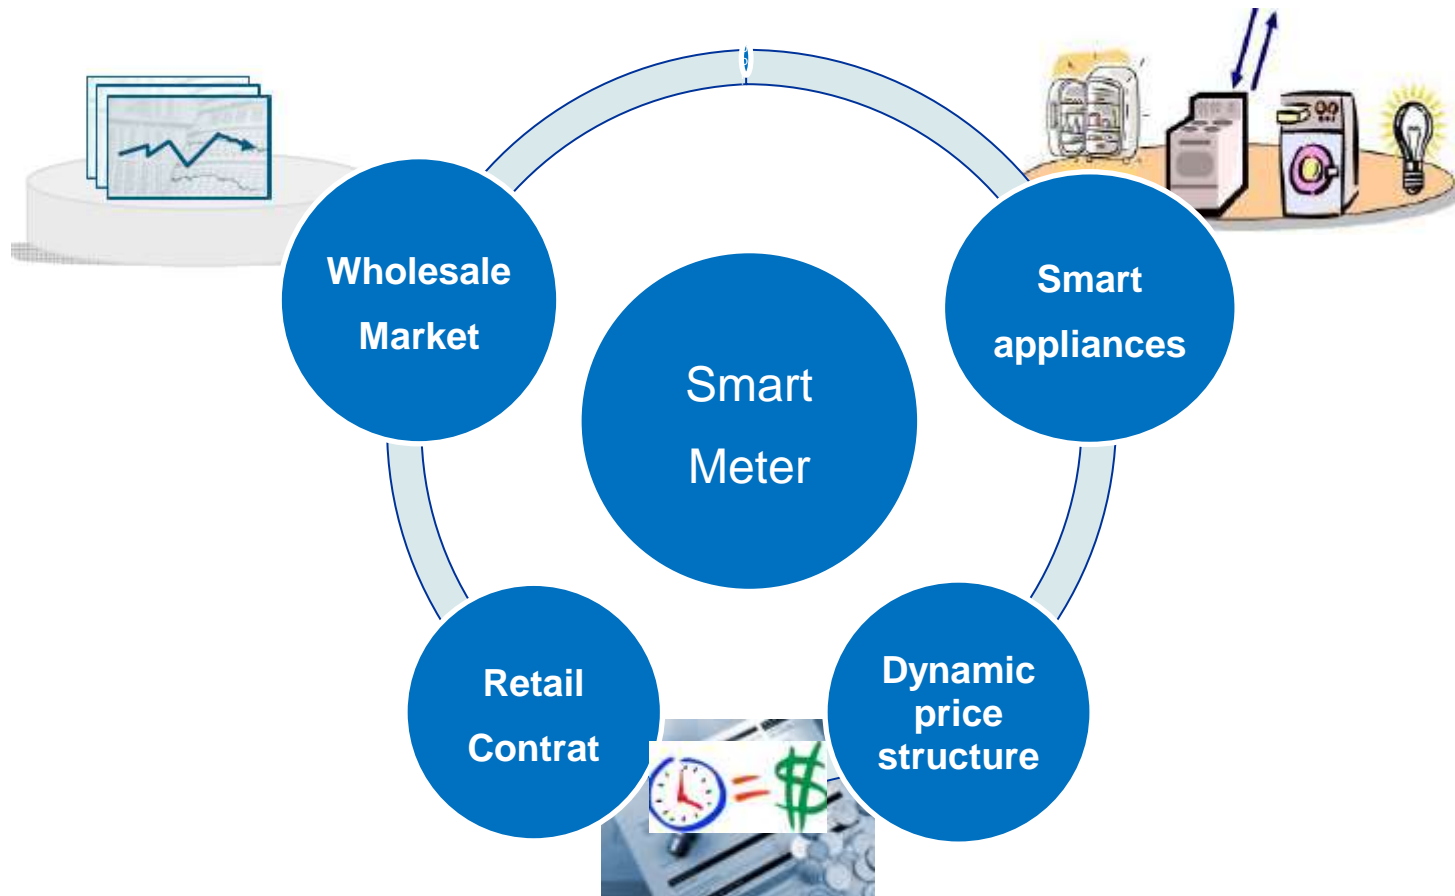 Wholesale
Market
Smart
appliances
Smart
Meter
Retail
Contrat
Dynamic
price
structure
= $